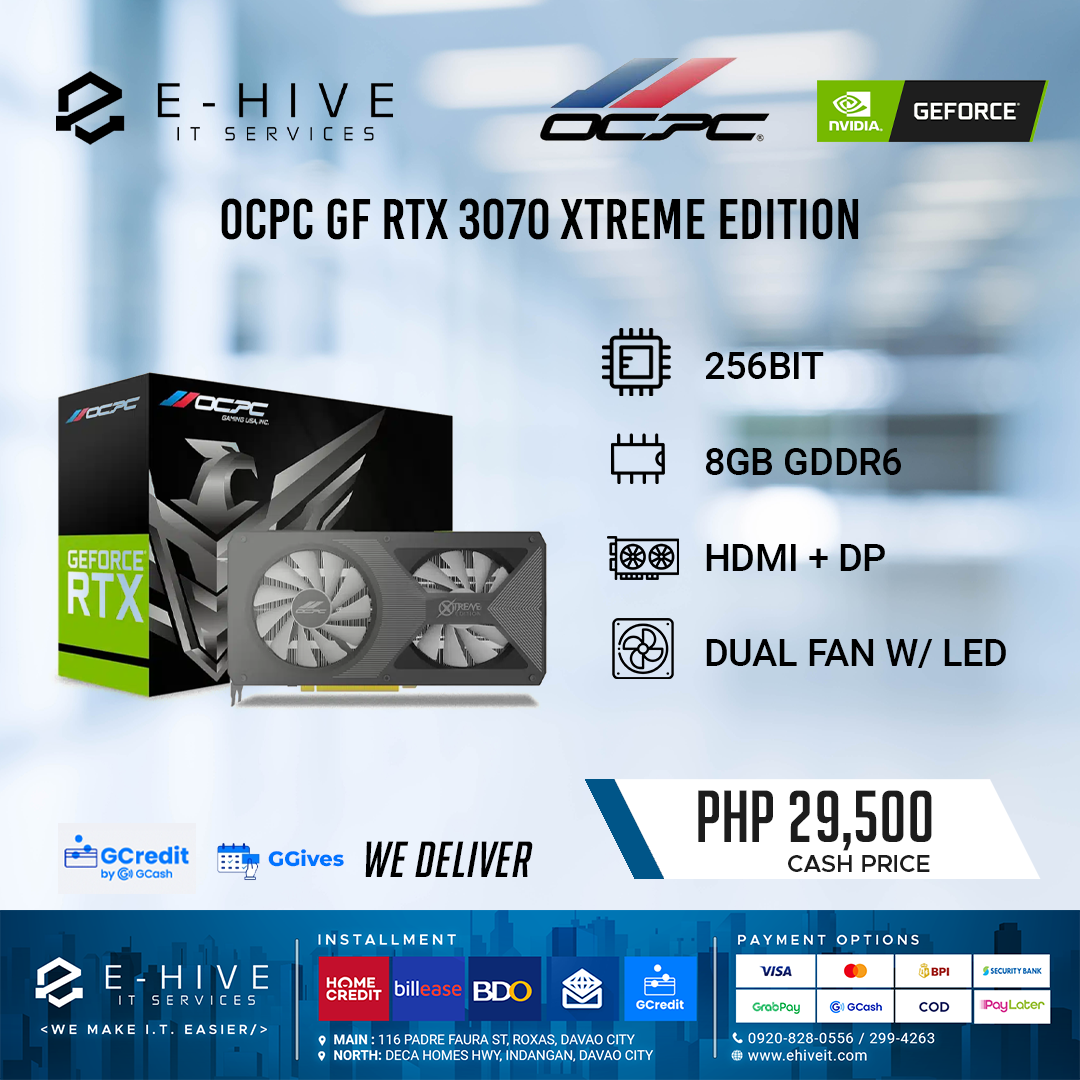 E-HIVE
IT SERVICES
OCPC®
NVIDIA.
GEFORCE®
OCPC GF RTX 3070 XTREME EDITION
256BIT
8GB GDDR6
HDMI + DP
DUAL FAN W/ LED
OCPC
OCPC
GAMING USA, INC.
GEFORCE
RTX
OCPC
XTREME
EDITION
PHP 29,500
CASH PRICE
GCredit
by GCash
GGives
WE DELIVER
E-HIVE
IT SERVICES
<WE MAKE I.T. EASIER/>
INSTALLMENT
HOME
CREDIT
billease
BDO
GCredit
MAIN : 116 PADRE FAURA ST, ROXAS, DAVAO CITY
NORTH: DECA HOMES HWY, INDANGAN, DAVAO CITY
PAYMENT OPTIONS
VISA
mastercard
BPI
SECURITY BANK
GrabPay
GCash
COD
PayLater
0920-828-0556 / 299-4263
www.ehiveit.com